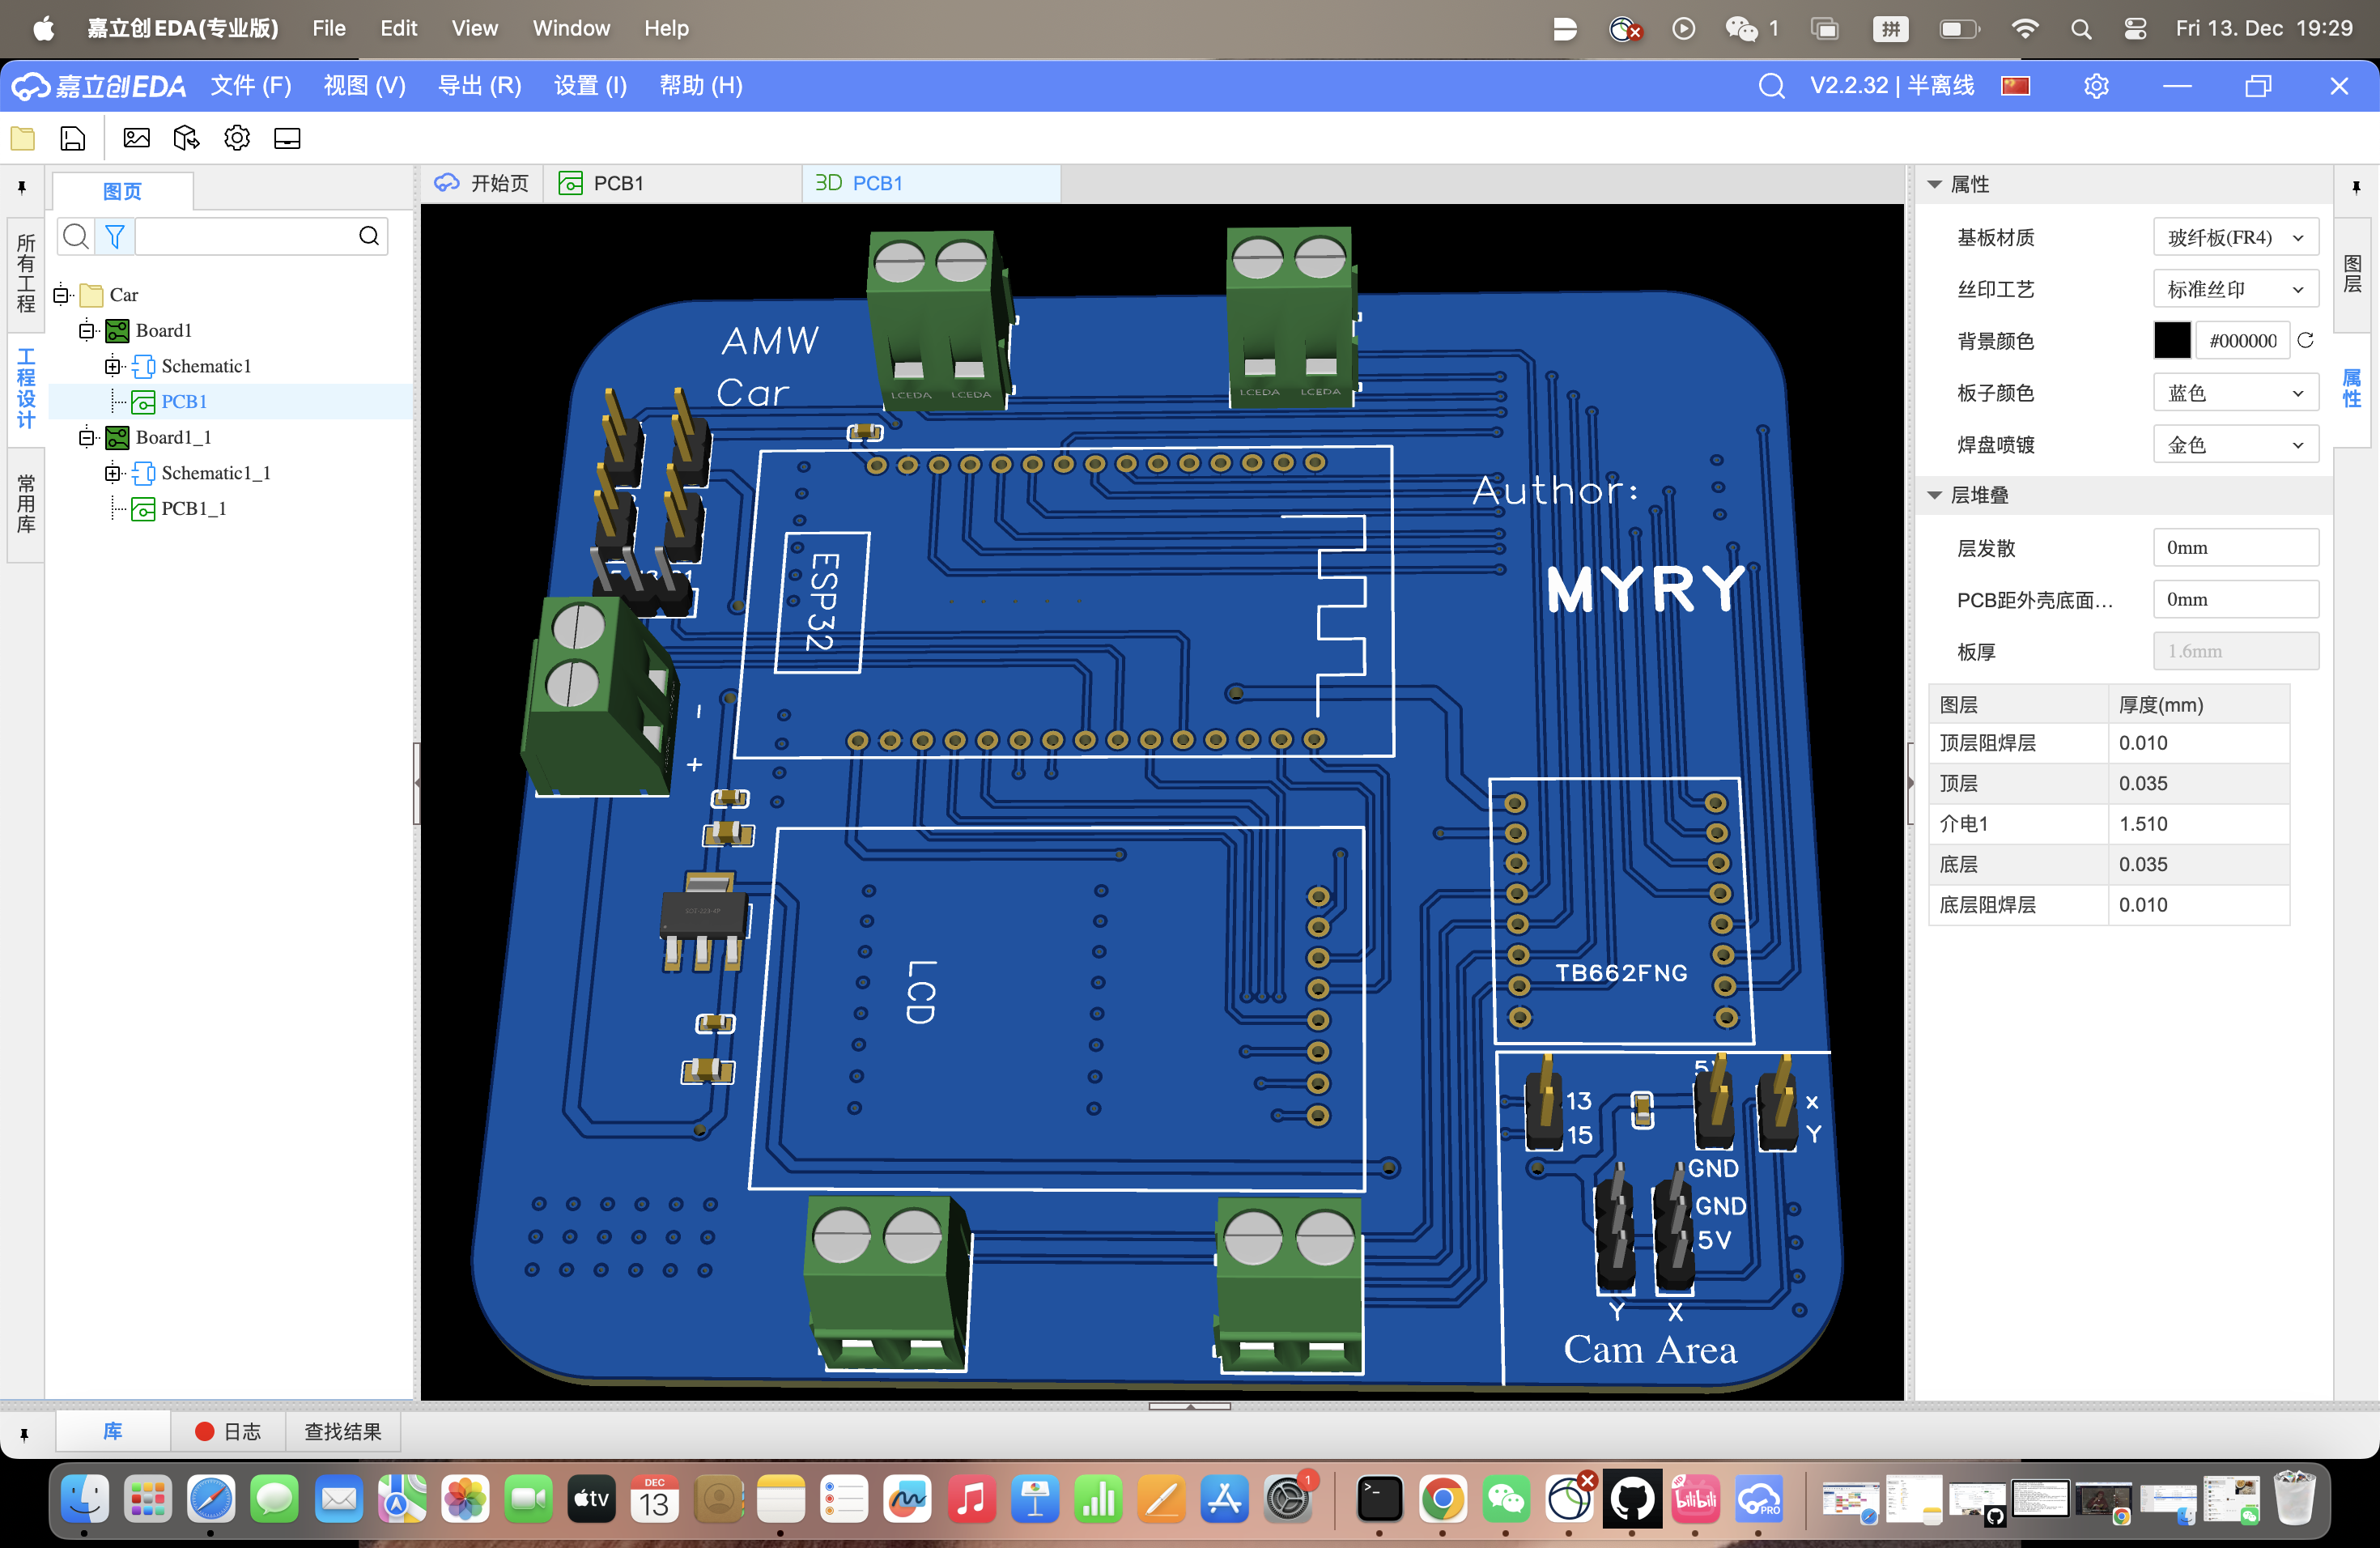 嘉立创EDA(专业版) File Edit View Window Help 1 拼 Fri 13. Dec 19:29
嘉立创EDA 文件 (F) 视图 (V) 导出 (R) 设置 (I) 帮助 (H) V2.2.32 | 半离线
图页
开始页 PCB1 3D PCB1
所有工程
工程设计
常用库
Car
Board1
Schematic1
PCB1
Board1_1
Schematic1_1
PCB1_1
AMW
Car
LCEDA LCEDA
LCEDA LCEDA
Author:
MYRY
ESP32
-
+
SOT-223-4P
LCD
TB662FNG
13
15
X
Y
GND
GND
5V
Y X
Cam Area
属性
基板材质 玻纤板(FR4)
丝印工艺 标准丝印
背景颜色 #000000
板子颜色 蓝色
焊盘喷镀 金色
层堆叠
层发散 0mm
PCB距外壳底面... 0mm
板厚 1.6mm
图层 厚度(mm)
顶层阻焊层 0.010
顶层 0.035
介电1 1.510
底层 0.035
底层阻焊层 0.010
图层
属性
库 日志 查找结果
tv
DEC
13
1
>_
HD
bilibili
PRO